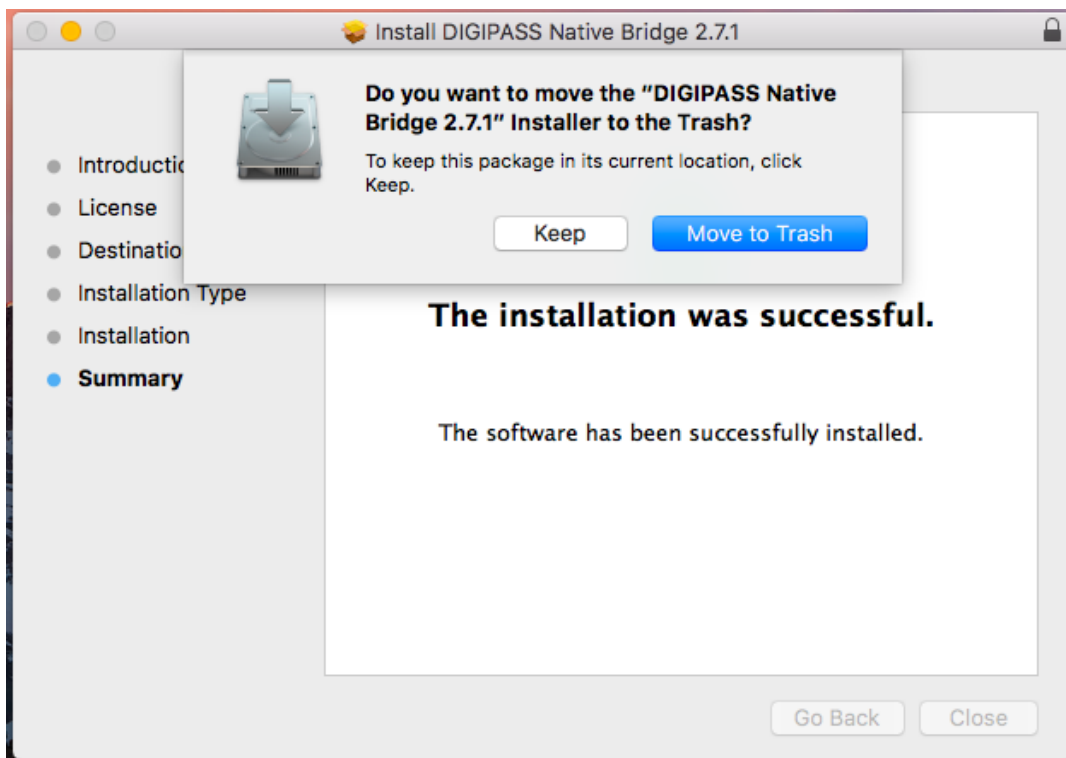 Install DIGIPASS Native Bridge 2.7.1
Do you want to move the "DIGIPASS Native
Bridge 2.7.1" Installer to the Trash?
To keep this package in its current location, click
Keep.
Keep
Move to Trash
Introductio
License
Destinatio
Installation Type
Installation
Summary
The installation was successful.
The software has been successfully installed.
Go Back
Close